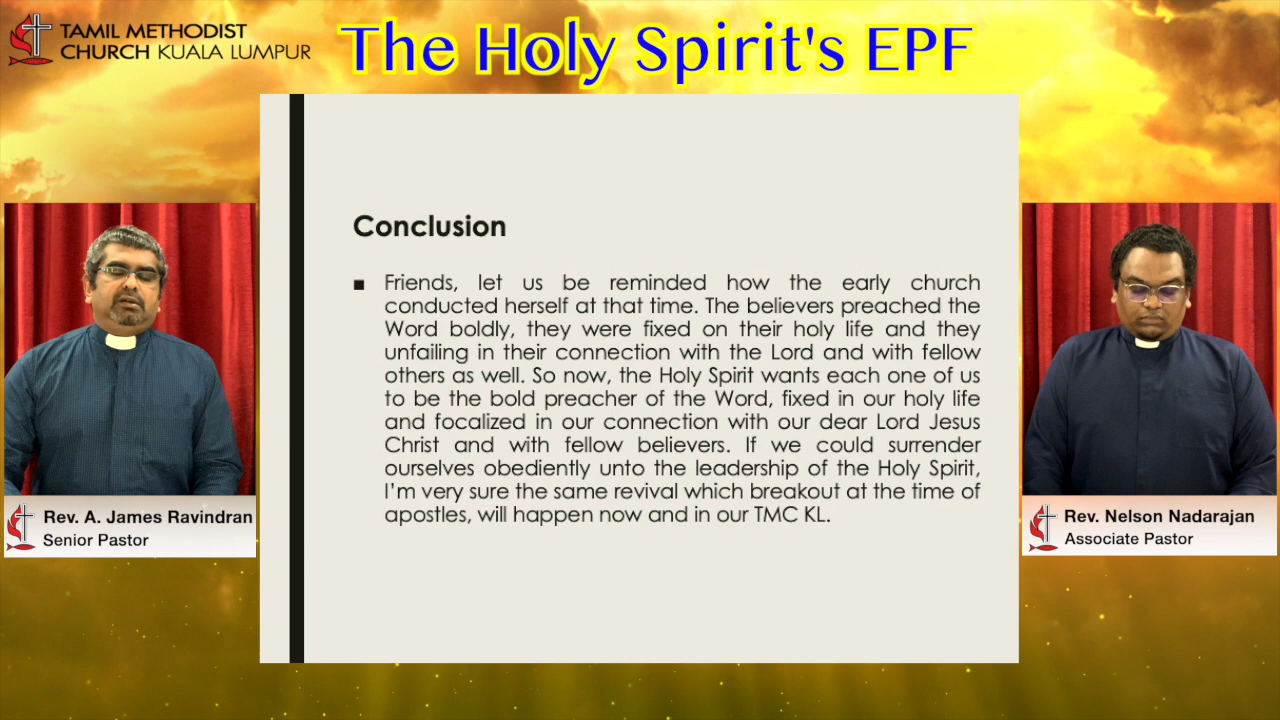 TAMIL METHODIST
CHURCH KUALA LUMPUR
The Holy Spirit's EPF
Conclusion
■ Friends, let us be reminded how the early church
conducted herself at that time. The believers preached the
Word boldly, they were fixed on their holy life and they
unfailing in their connection with the Lord and with fellow
others as well. So now, the Holy Spirit wants each one of us
to be the bold preacher of the Word, fixed in our holy life
and focalized in our connection with our dear Lord Jesus
Christ and with fellow believers. If we could surrender
ourselves obediently unto the leadership of the Holy Spirit,
I'm very sure the same revival which breakout at the time of
apostles, will happen now and in our TMC KL.
Rev. A. James Ravindran
Senior Pastor
Rev. Nelson Nadarajan
Associate Pastor